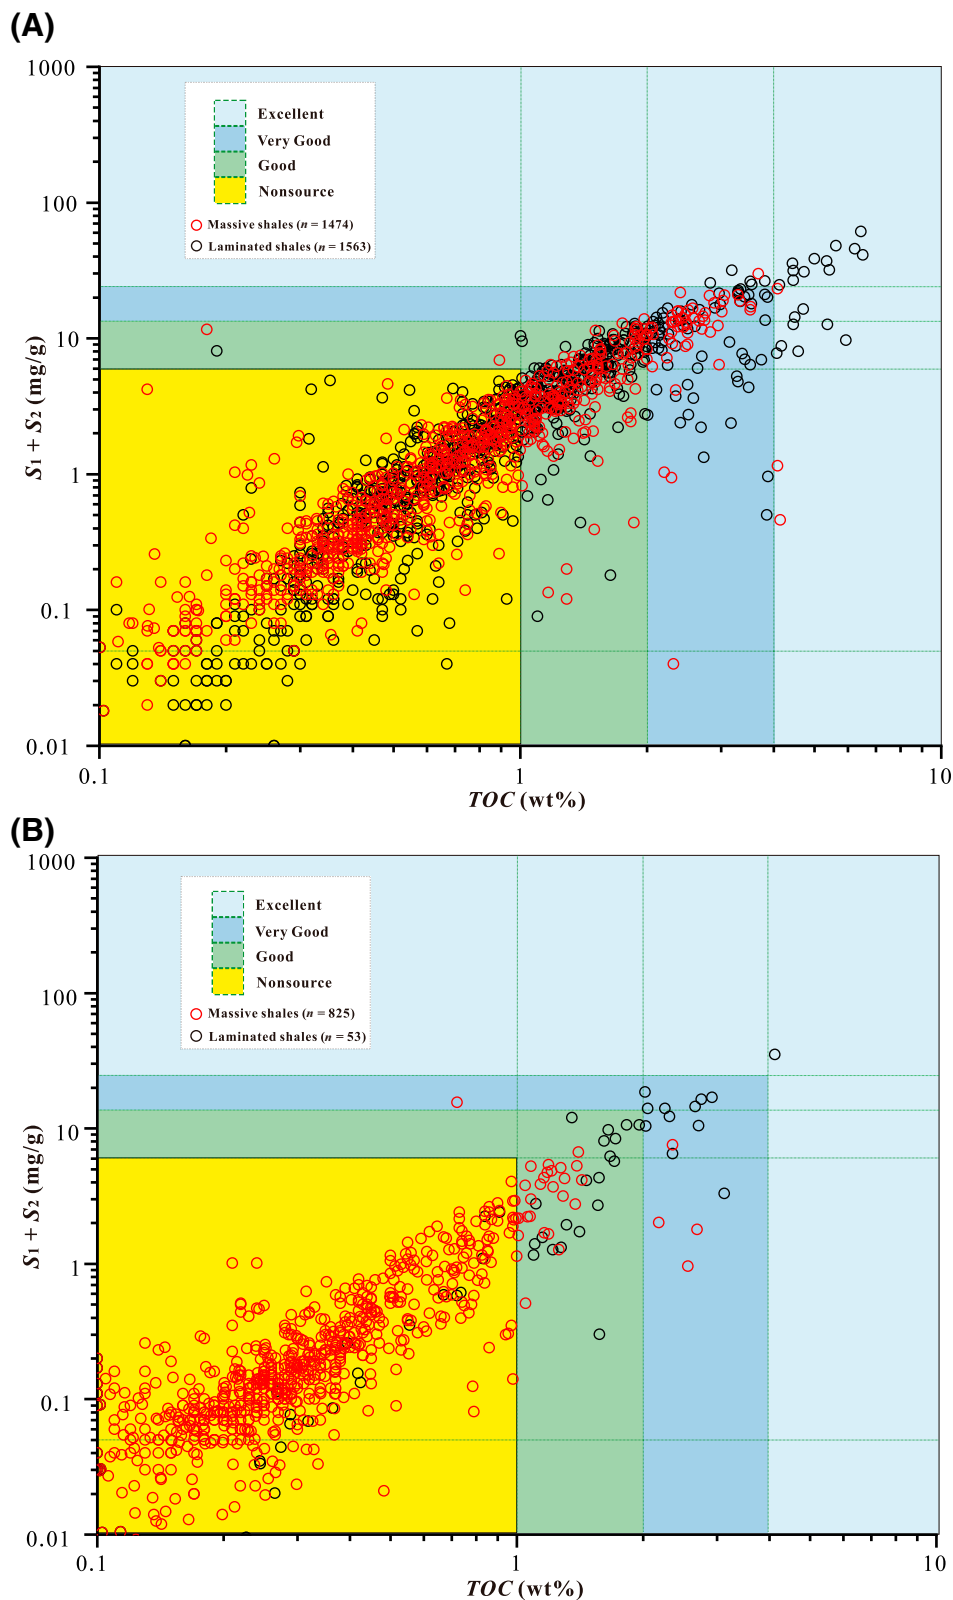 (A)
1000
100
10
1
0.1
0.01
S1 + S2 (mg/g)
Excellent
Very Good
Good
Nonsource
Massive shales (n = 1474)
Laminated shales (n = 1563)
0.1
1
10
TOC (wt%)
(B)
1000
100
10
1
0.1
0.01
S1 + S2 (mg/g)
Excellent
Very Good
Good
Nonsource
Massive shales (n = 825)
Laminated shales (n = 53)
0.1
1
10
TOC (wt%)